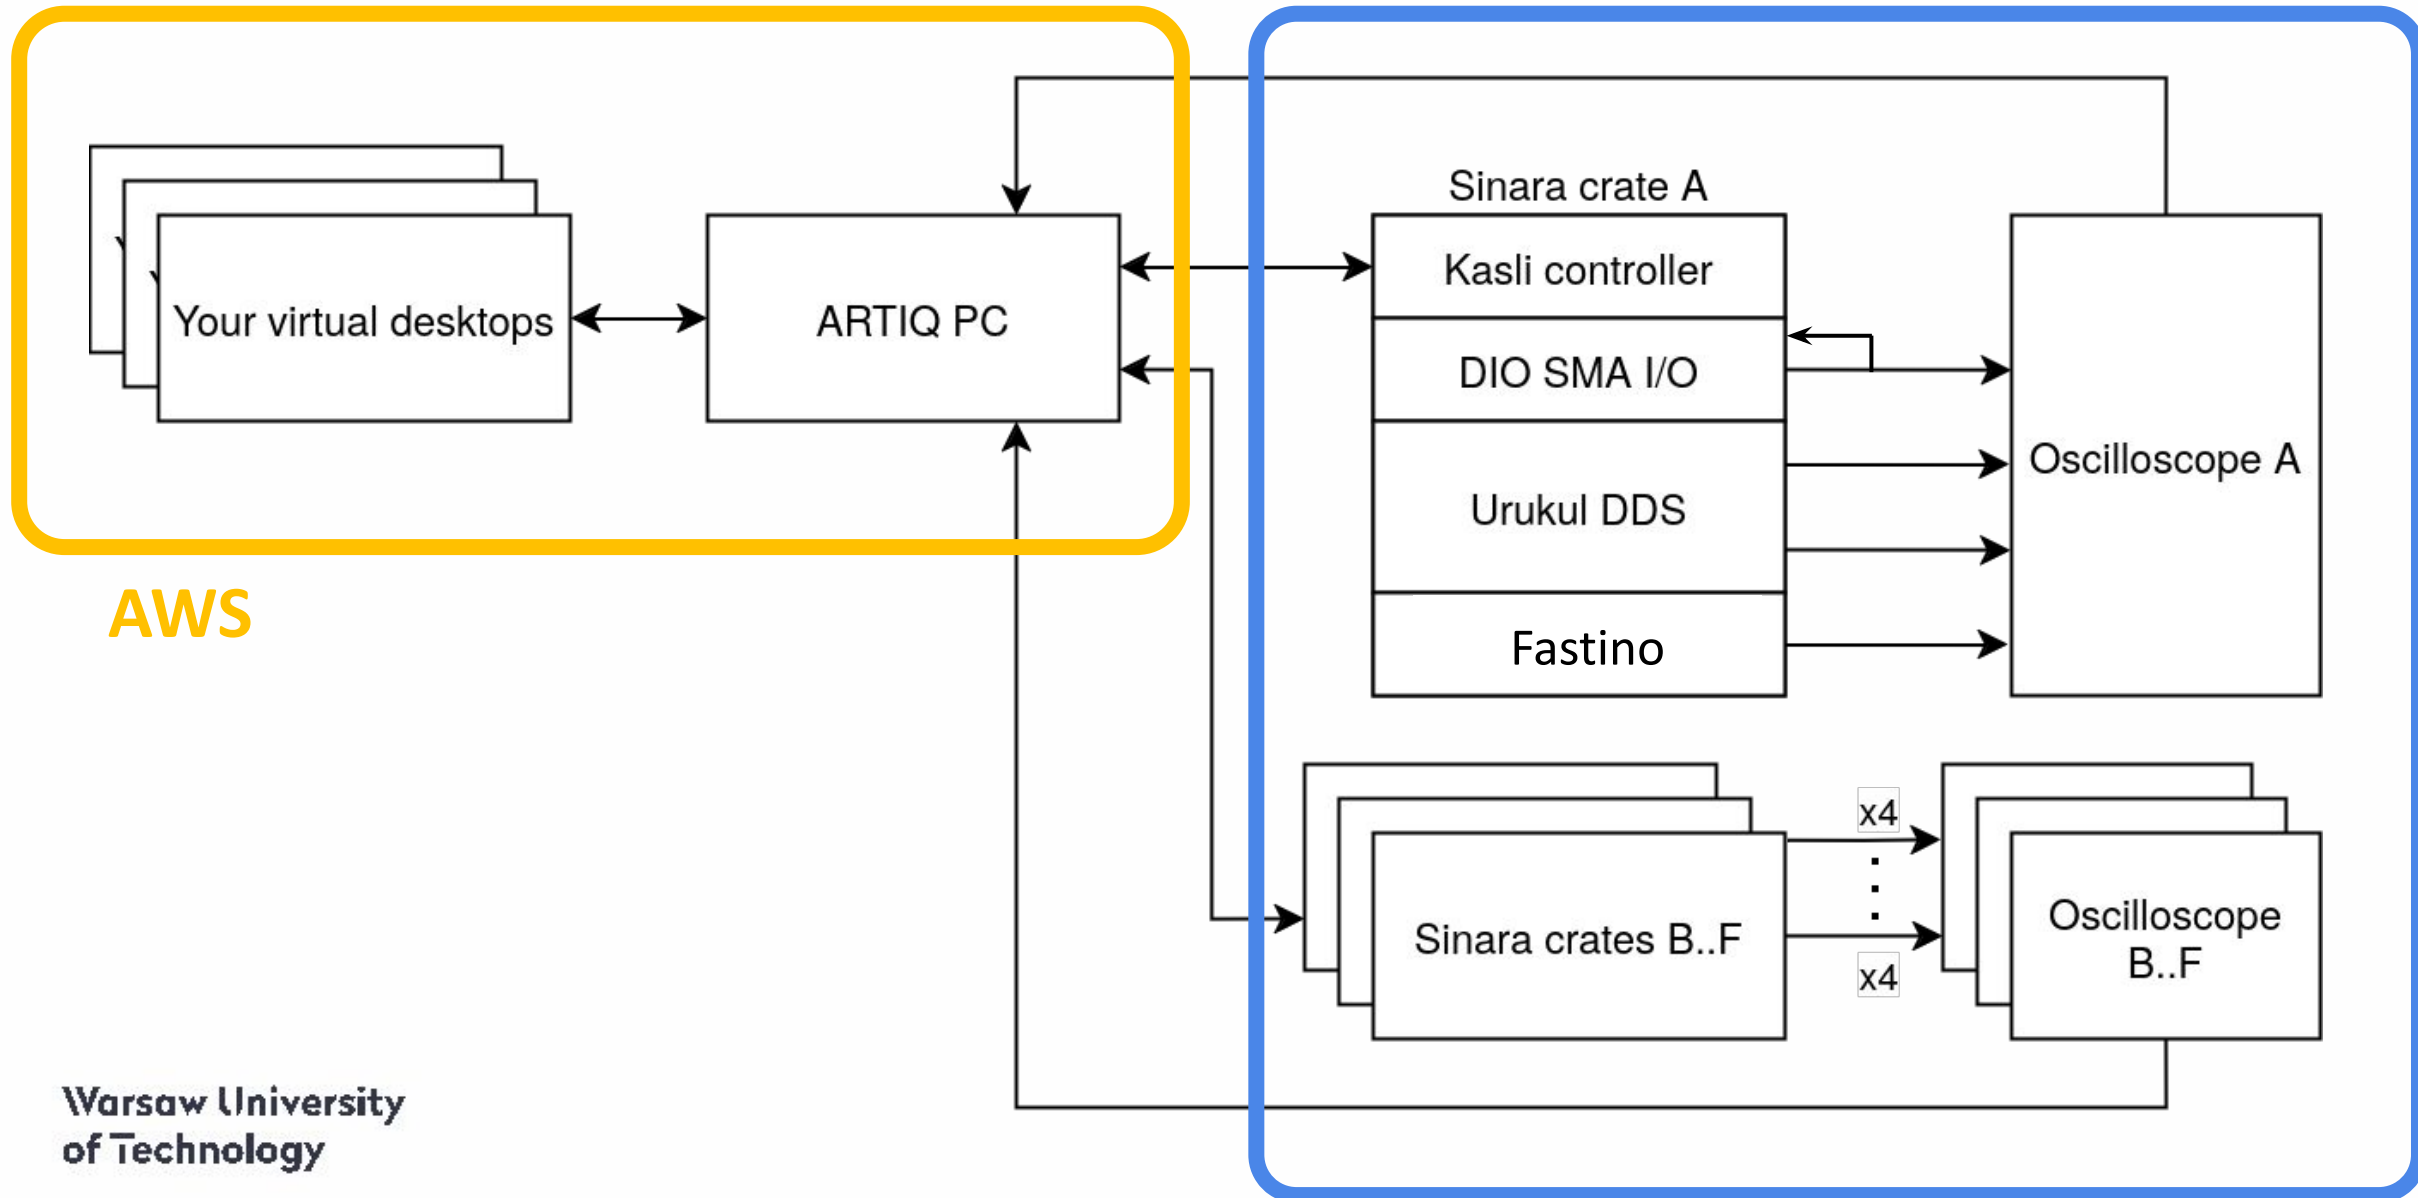 Your virtual desktops
ARTIQ PC
AWS
Sinara crate A
Kasli controller
DIO SMA I/O
Urukul DDS
Fastino
Oscilloscope A
Sinara crates B..F
x4
x4
Oscilloscope
B..F
Warsaw University
of Technology